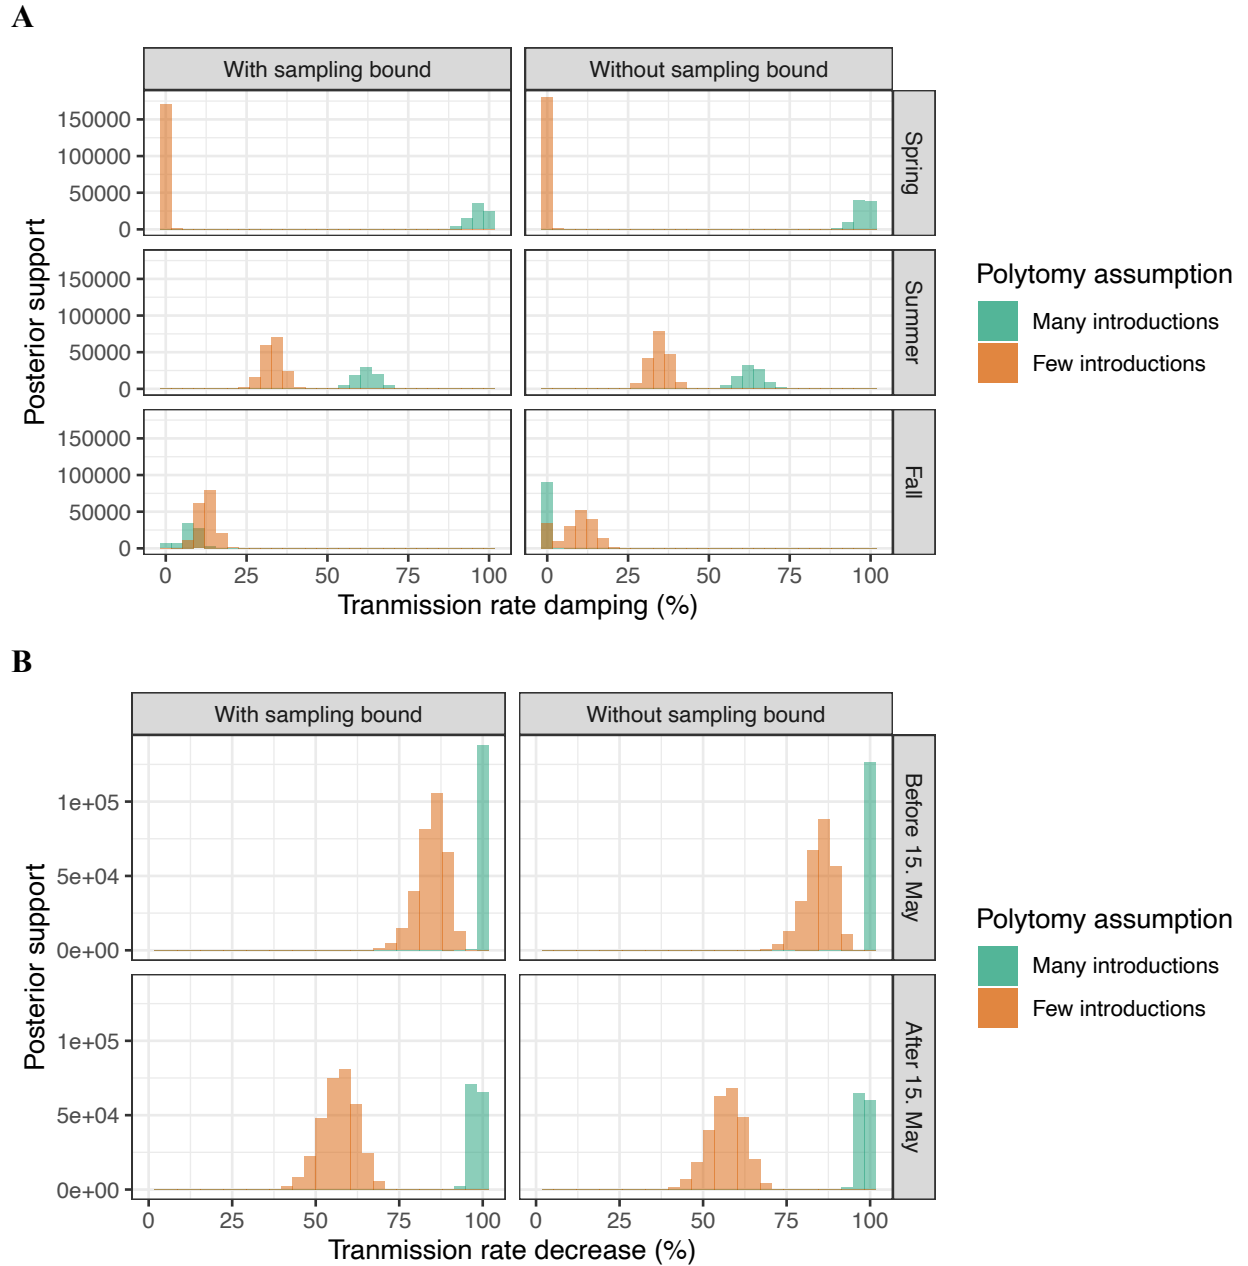 A
With sampling bound
Without sampling bound
Posterior support
150000
100000
50000
0
Spring
150000
100000
50000
0
Summer
150000
100000
50000
0
Fall
0 25 50 75 100
0 25 50 75 100
Tranmission rate damping (%)
Polytomy assumption
Many introductions
Few introductions
B
With sampling bound
Without sampling bound
Posterior support
1e+05
5e+04
0e+00
Before 15. May
1e+05
5e+04
0e+00
After 15. May
0 25 50 75 100
0 25 50 75 100
Tranmission rate decrease (%)
Polytomy assumption
Many introductions
Few introductions